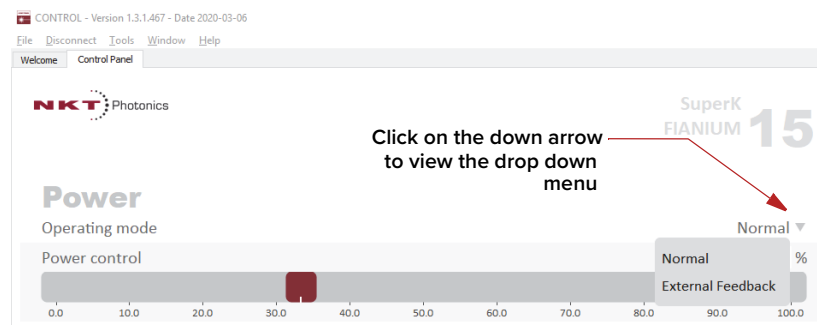 CONTROL - Version 1.3.1.467 - Date 2020-03-06
File Disconnect Tools Window Help
Welcome Control Panel
NKT Photonics
SuperK
FIANIUM 15
Click on the down arrow
to view the drop down
menu
Power
Operating mode Normal
Power control %
Normal
External Feedback
0.0 10.0 20.0 30.0 40.0 50.0 60.0 70.0 80.0 90.0 100.0